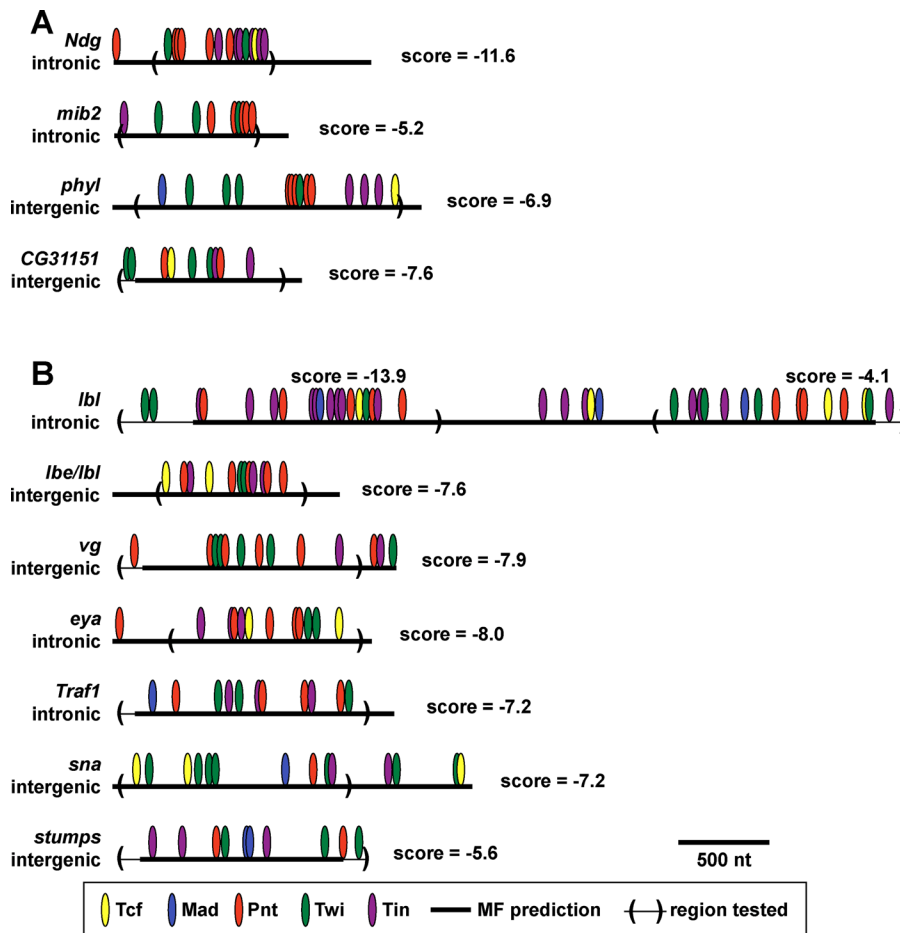 A
Ndg
intronic
score = -11.6
mib2
intronic
score = -5.2
phyl
intergenic
score = -6.9
CG31151
intergenic
score = -7.6
B
score = -13.9
score = -4.1
lbl
intronic
lbe/lbl
intergenic
score = -7.6
vg
intergenic
score = -7.9
eya
intronic
score = -8.0
Traf1
intronic
score = -7.2
sna
intergenic
score = -7.2
stumps
intergenic
score = -5.6
500 nt
Tcf Mad Pnt Twi Tin MF prediction region tested